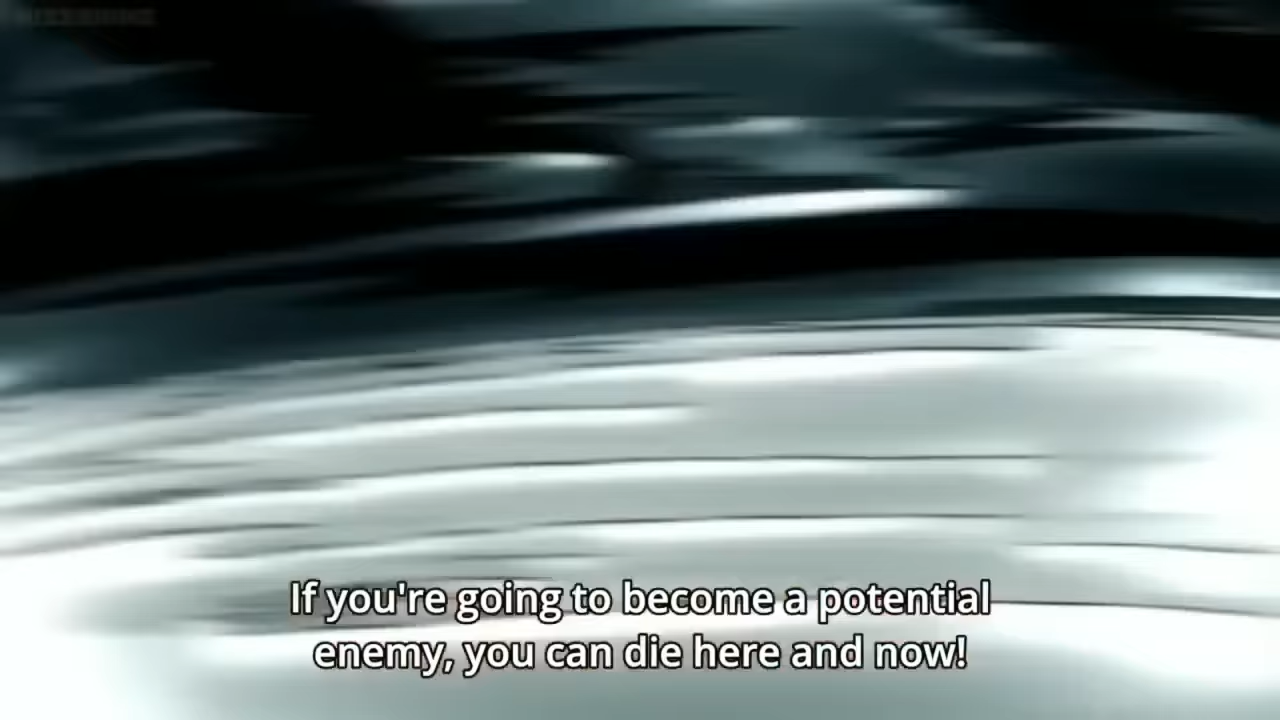 If you're going to become a potential
enemy, you can die here and now!